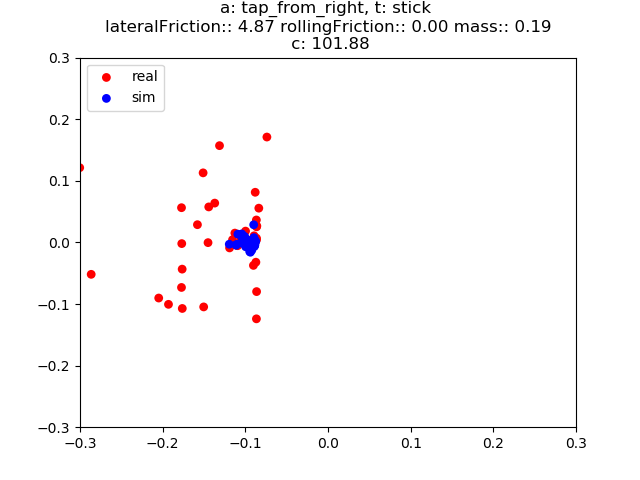 a: tap_from_right, t: stick
lateralFriction:: 4.87 rollingFriction:: 0.00 mass:: 0.19
c: 101.88
real
sim
0.3
0.2
0.1
0.0
−0.1
−0.2
−0.3
−0.3 −0.2 −0.1 0.0 0.1 0.2 0.3